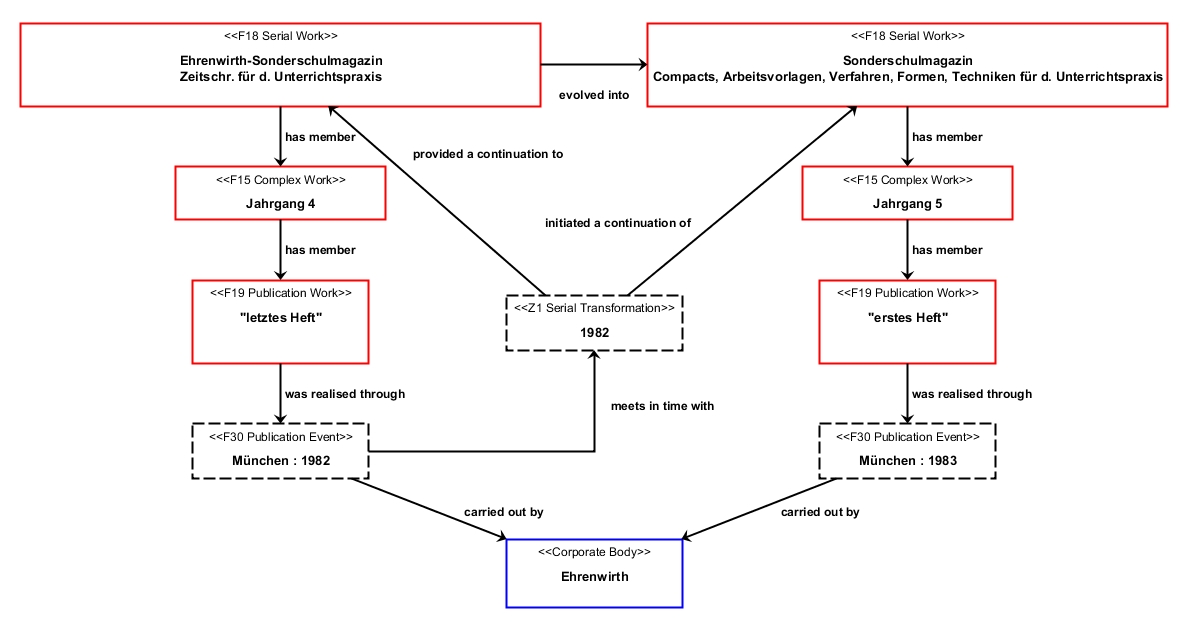 <<F18 Serial Work>>
Ehrenwirth-Sonderschulmagazin
Zeitschr. für d. Unterrichtspraxis
evolved into
<<F18 Serial Work>>
Sonderschulmagazin
Compacts, Arbeitsvorlagen, Verfahren, Formen, Techniken für d. Unterrichtspraxis
has member
provided a continuation to
has member
<<F15 Complex Work>>
Jahrgang 4
initiated a continuation of
<<F15 Complex Work>>
Jahrgang 5
has member
has member
<<F19 Publication Work>>
"letztes Heft"
<<Z1 Serial Transformation>>
1982
<<F19 Publication Work>>
"erstes Heft"
was realised through
meets in time with
was realised through
<<F30 Publication Event>>
München : 1982
<<F30 Publication Event>>
München : 1983
carried out by
carried out by
<<Corporate Body>>
Ehrenwirth